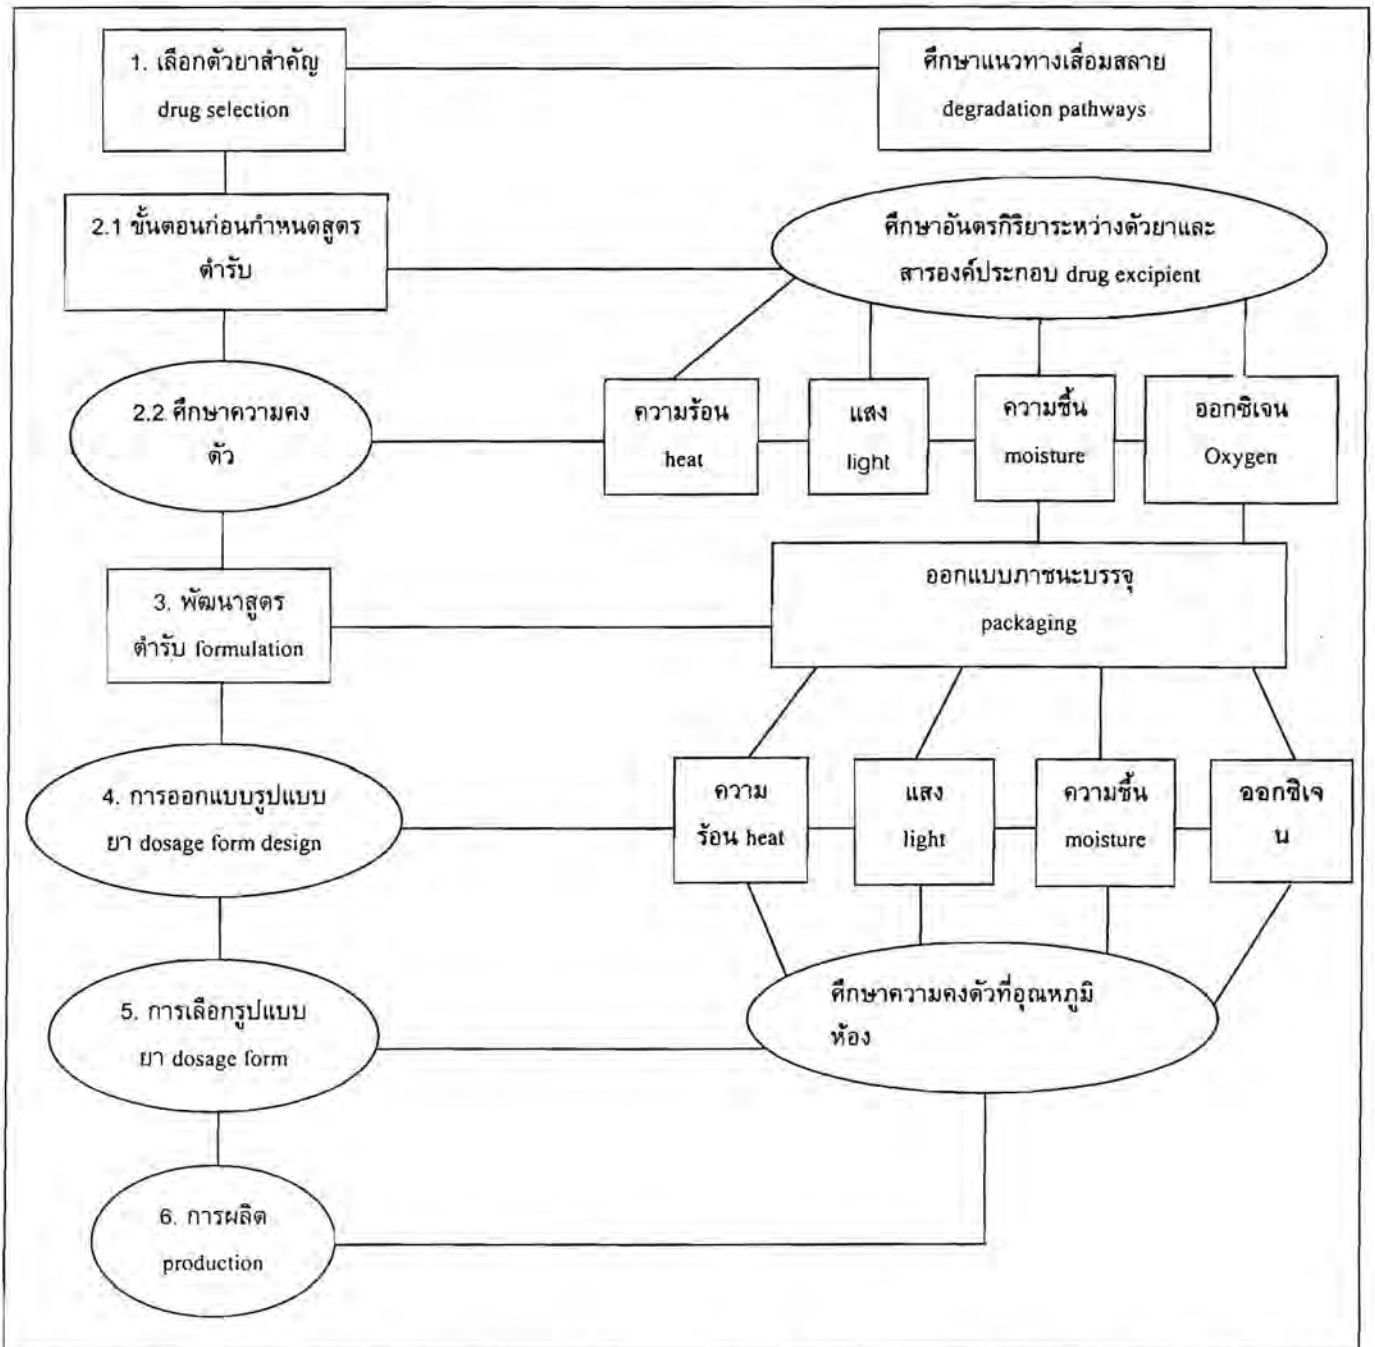 1. เลือกตัวยาสำคัญ
drug selection
ศึกษาแนวทางเสื่อมสลาย
degradation pathways
2.1 ขั้นตอนก่อนกำหนดสูตร
ตำรับ
ศึกษาอันตรกิริยาระหว่างตัวยาและ
สารองค์ประกอบ drug excipient
2.2 ศึกษาความคง
ตัว
ความร้อน
heat
แสง
light
ความชื้น
moisture
ออกซิเจน
Oxygen
3. พัฒนาสูตร
ตำรับ formulation
ออกแบบภาชนะบรรจุ
packaging
4. การออกแบบรูปแบบ
ยา dosage form design
ความ
ร้อน heat
แสง
light
ความชื้น
moisture
ออกซิเจ
น
5. การเลือกรูปแบบ
ยา dosage form
ศึกษาความคงตัวที่อุณหภูมิ
ห้อง
6. การผลิต
production